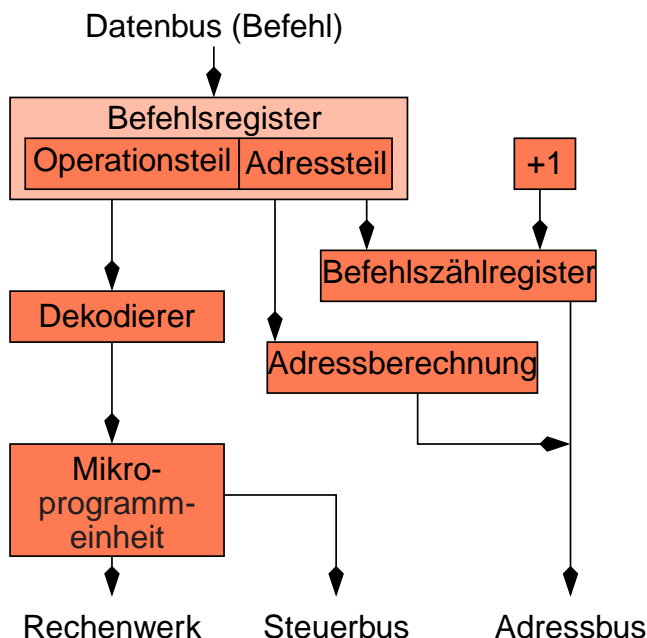 Datenbus (Befehl)
Befehlsregister
Operationsteil
Adressteil
+1
Befehlszählregister
Dekodierer
Adressberechnung
Mikro-
programm-
einheit
Rechenwerk
Steuerbus
Adressbus